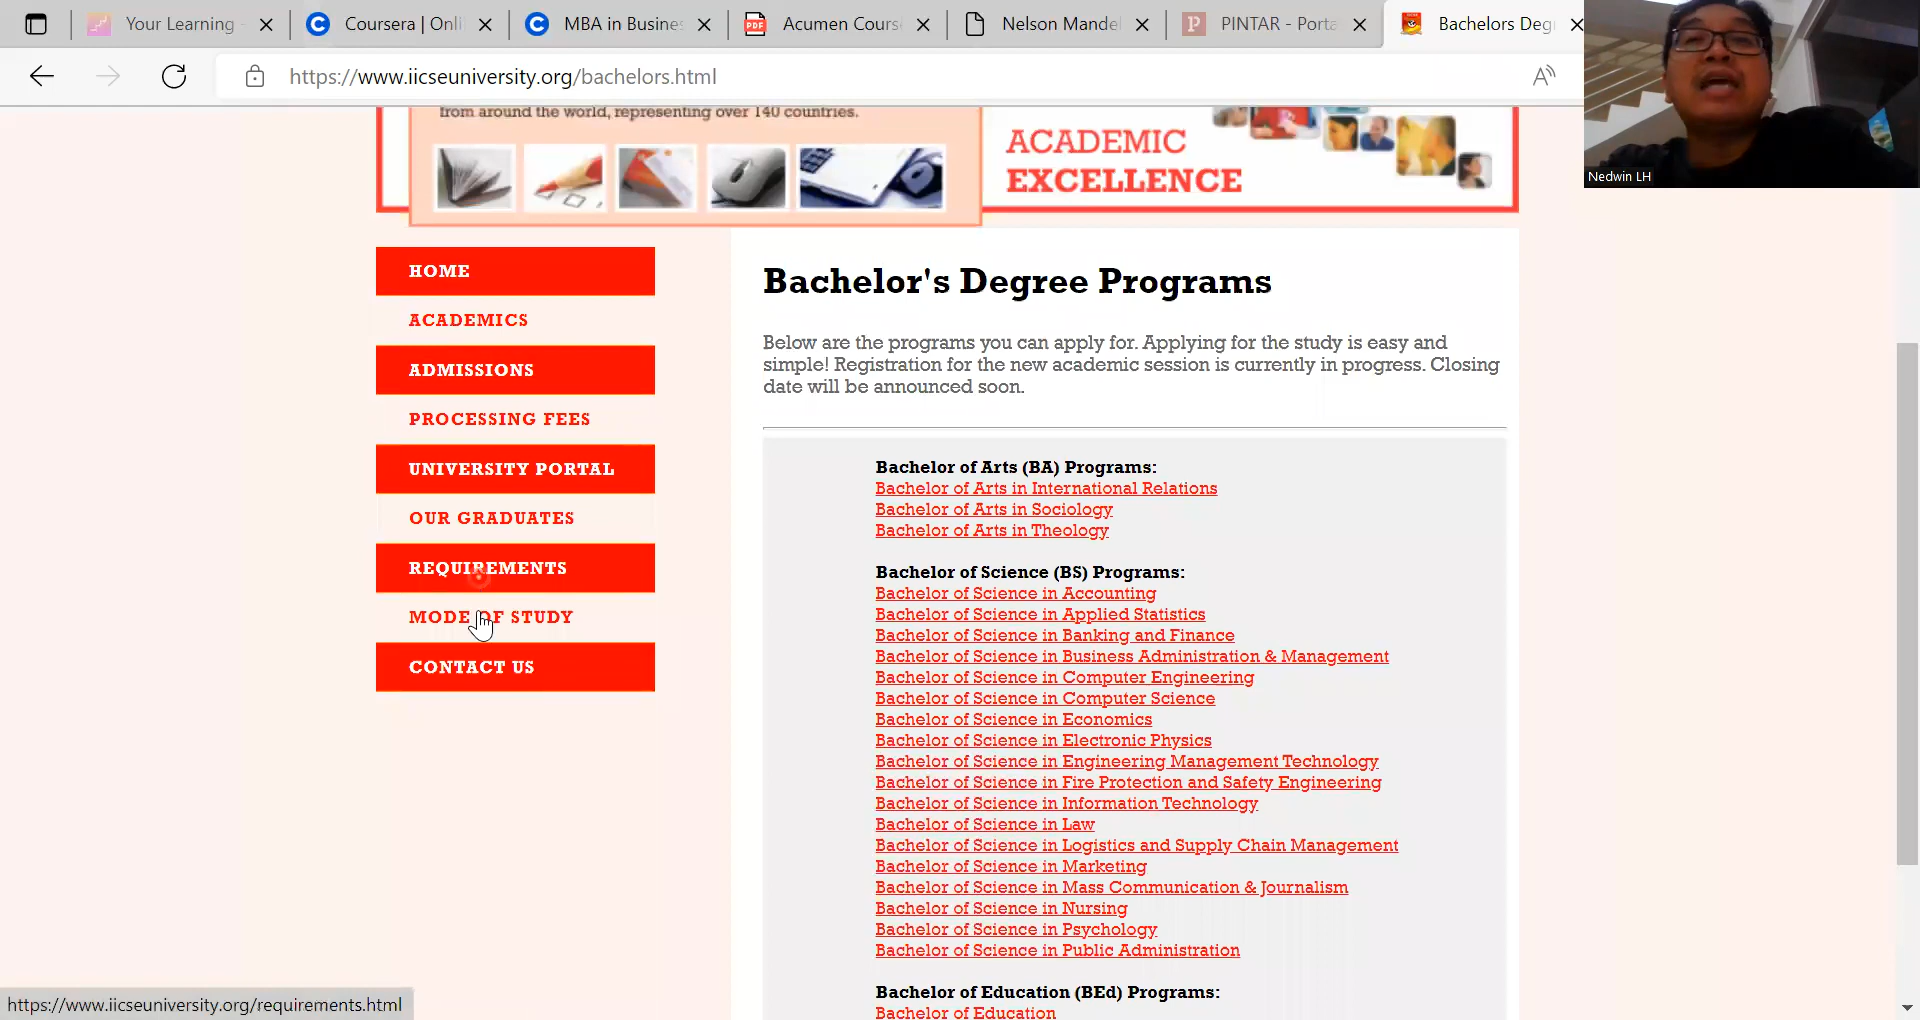 Your Learning
Coursera | Onli
MBA in Busine
PDF
Acumen Cours
Nelson Mande
PINTAR - Porta
Bachelors Deg
https://www.iicseuniversity.org/bachelors.html
Nedwin LH
from around the world, representing over 140 countries.
ACADEMIC
EXCELLENCE
HOME
ACADEMICS
ADMISSIONS
PROCESSING FEES
UNIVERSITY PORTAL
OUR GRADUATES
REQUIREMENTS
MODE OF STUDY
CONTACT US
Bachelor's Degree Programs
Below are the programs you can apply for. Applying for the study is easy and
simple! Registration for the new academic session is currently in progress. Closing
date will be announced soon.
Bachelor of Arts (BA) Programs:
Bachelor of Arts in International Relations
Bachelor of Arts in Sociology
Bachelor of Arts in Theology
Bachelor of Science (BS) Programs:
Bachelor of Science in Accounting
Bachelor of Science in Applied Statistics
Bachelor of Science in Banking and Finance
Bachelor of Science in Business Administration & Management
Bachelor of Science in Computer Engineering
Bachelor of Science in Computer Science
Bachelor of Science in Economics
Bachelor of Science in Electronic Physics
Bachelor of Science in Engineering Management Technology
Bachelor of Science in Fire Protection and Safety Engineering
Bachelor of Science in Information Technology
Bachelor of Science in Law
Bachelor of Science in Logistics and Supply Chain Management
Bachelor of Science in Marketing
Bachelor of Science in Mass Communication & Journalism
Bachelor of Science in Nursing
Bachelor of Science in Psychology
Bachelor of Science in Public Administration
Bachelor of Education (BEd) Programs:
Bachelor of Education
https://www.iicseuniversity.org/requirements.html